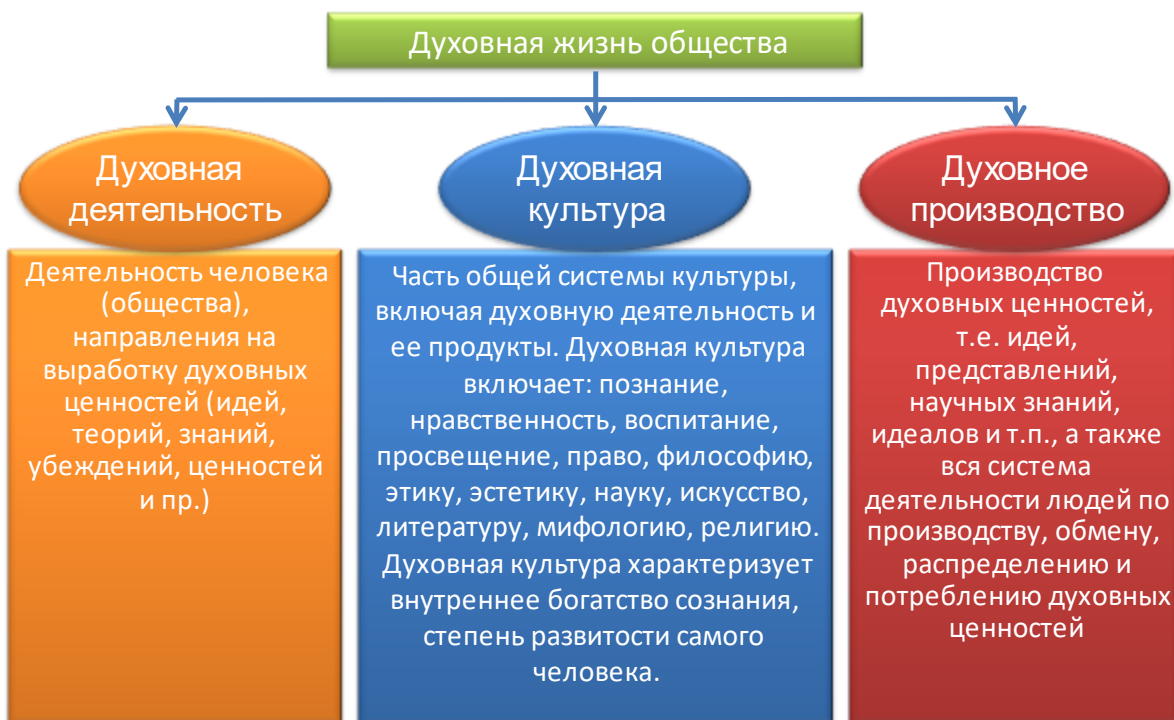 Духовная жизнь общества
Духовная
деятельность
Деятельность человека
(общества),
направления на
выработку духовных
ценностей (идей,
теорий, знаний,
убеждений, ценностей
и пр.)
Духовная
культура
Часть общей системы культуры,
включая духовную деятельность и
ее продукты. Духовная культура
включает: познание,
нравственность, воспитание,
просвещение, право, философию,
этику, эстетику, науку, искусство,
литературу, мифологию, религию.
Духовная культура характеризует
внутреннее богатство сознания,
степень развитости самого
человека.
Духовное
производство
Производство
духовных ценностей,
т.е. идей,
представлений,
научных знаний,
идеалов и т.п., а также
вся система
деятельности людей по
производству, обмену,
распределению и
потреблению духовных
ценностей